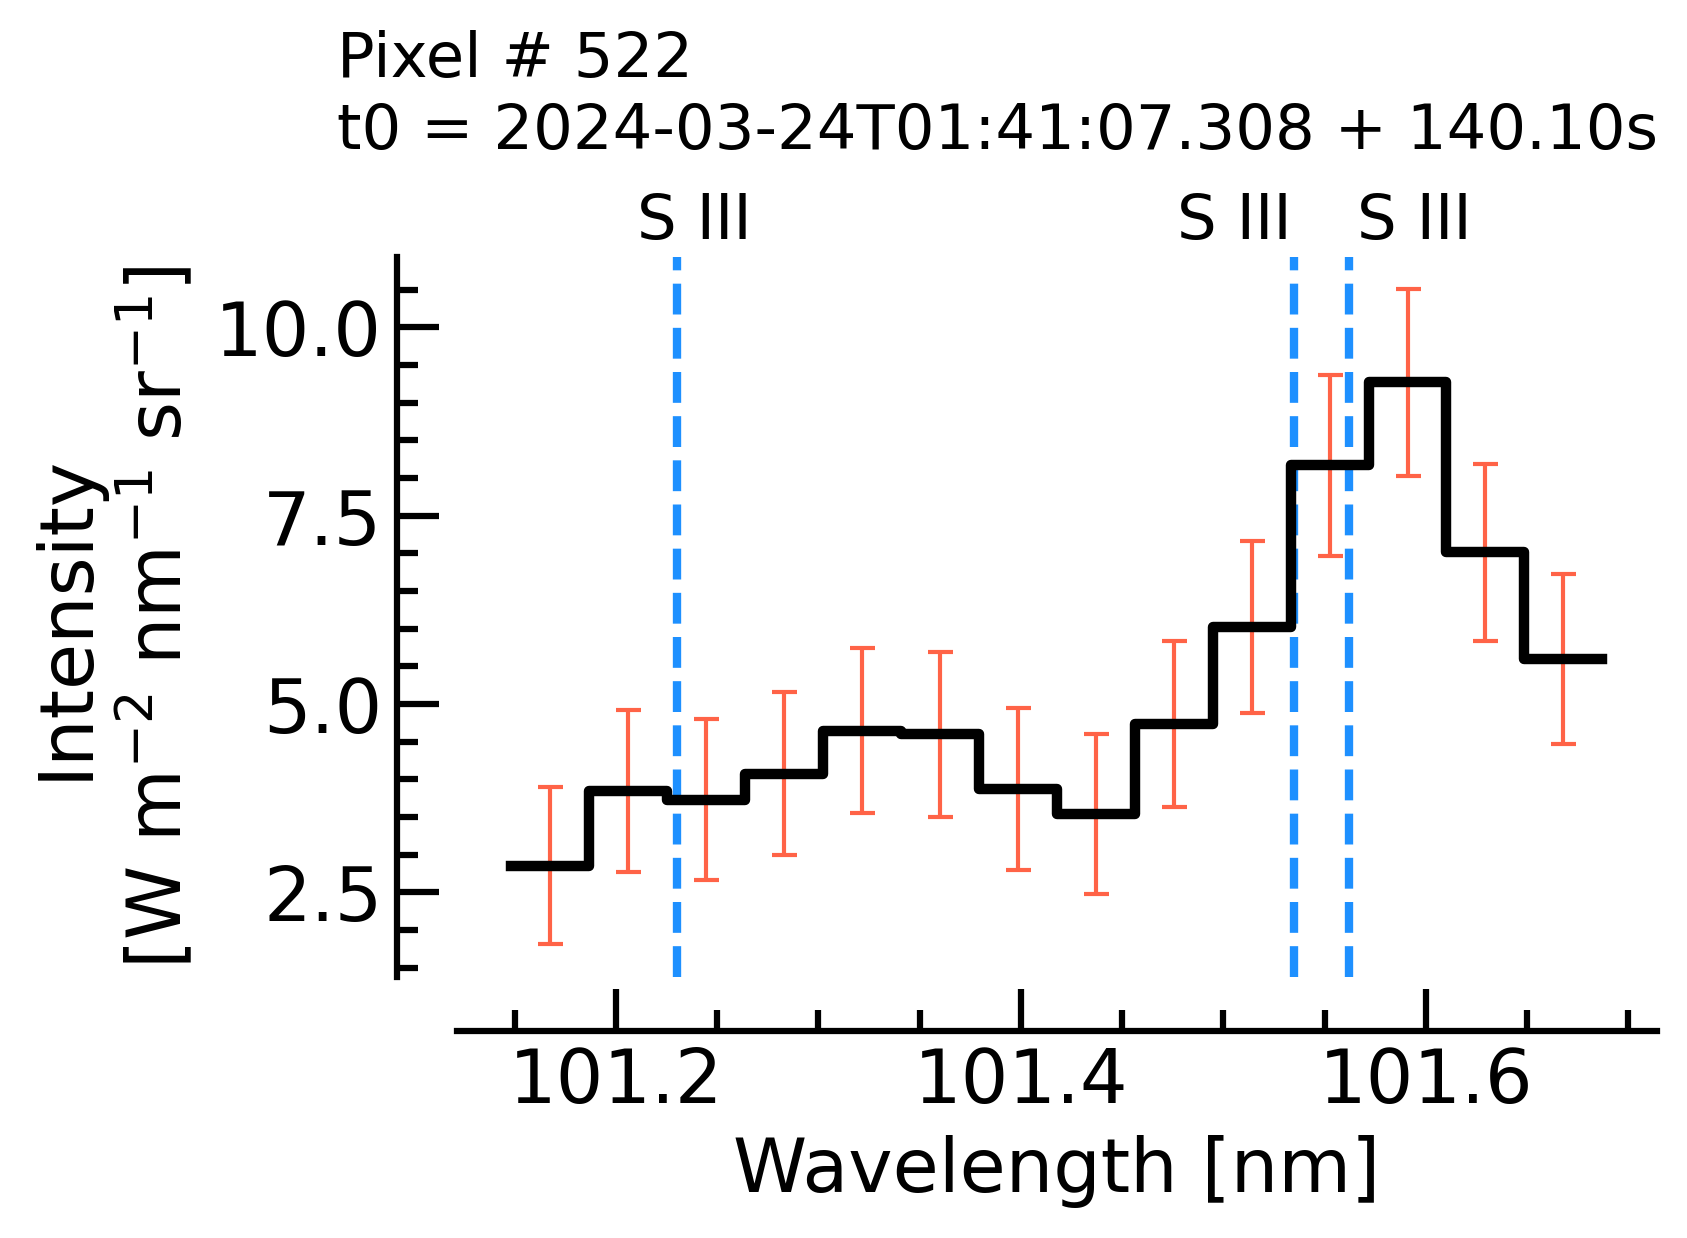 Pixel # 522
t0 = 2024-03-24T01:41:07.308 + 140.10s
S III S III S III
Intensity
[W m⁻² nm⁻¹ sr⁻¹]
10.0
7.5
5.0
2.5
101.2 101.4 101.6
Wavelength [nm]